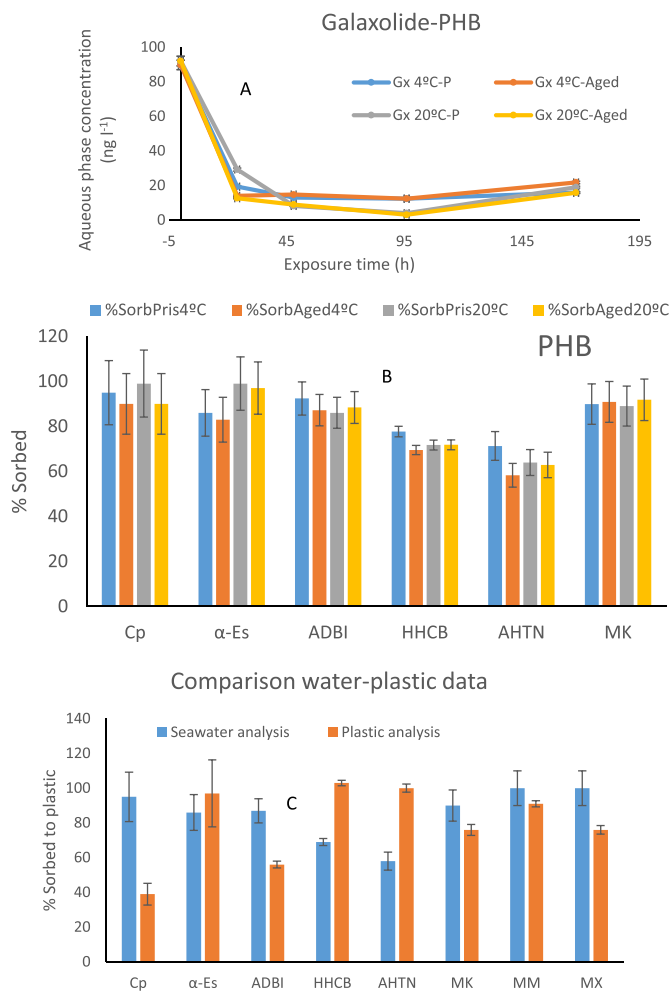 Galaxolide-PHB
Aqueous phase concentration
(ng l-1)
100
80
60
40
20
0
A
Gx 4ºC-P
Gx 4ºC-Aged
Gx 20ºC-P
Gx 20ºC-Aged
-5 45 95 145 195
Exposure time (h)
%SorbPris4ºC %SorbAged4ºC %SorbPris20ºC %SorbAged20ºC
PHB
B
% Sorbed
120
100
80
60
40
20
0
Cp α-Es ADBI HHCB AHTN MK
Comparison water-plastic data
Seawater analysis Plastic analysis
C
% Sorbed to plastic
140
120
100
80
60
40
20
0
Cp α-Es ADBI HHCB AHTN MK MM MX